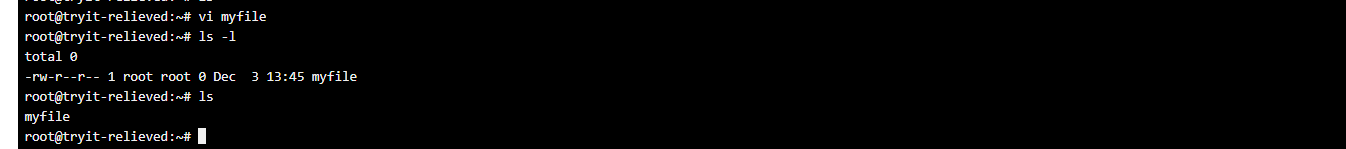 root@tryit-relieved:~# vi myfile
root@tryit-relieved:~# ls -l
total 0
-rw-r--r-- 1 root root 0 Dec  3 13:45 myfile
root@tryit-relieved:~# ls
myfile
root@tryit-relieved:~#